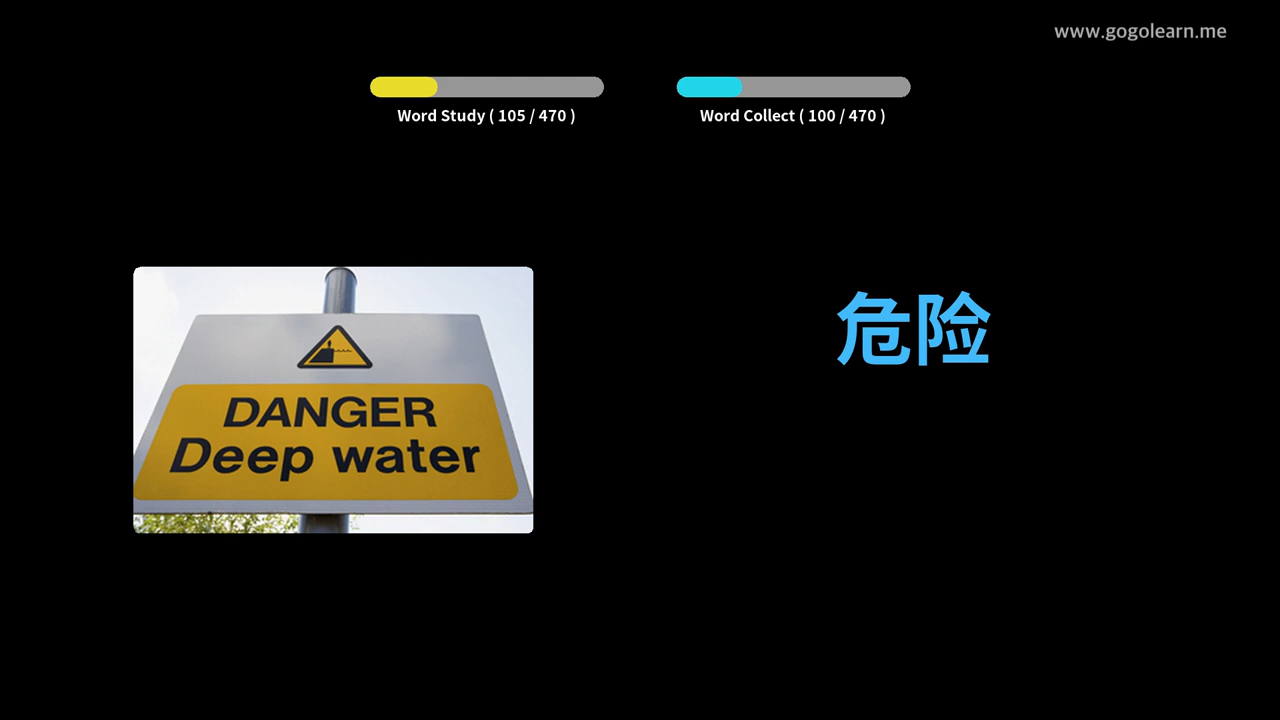 www.gogolearn.me
Word Study ( 105 / 470 )
Word Collect ( 100 / 470 )
DANGER
Deep water
危险